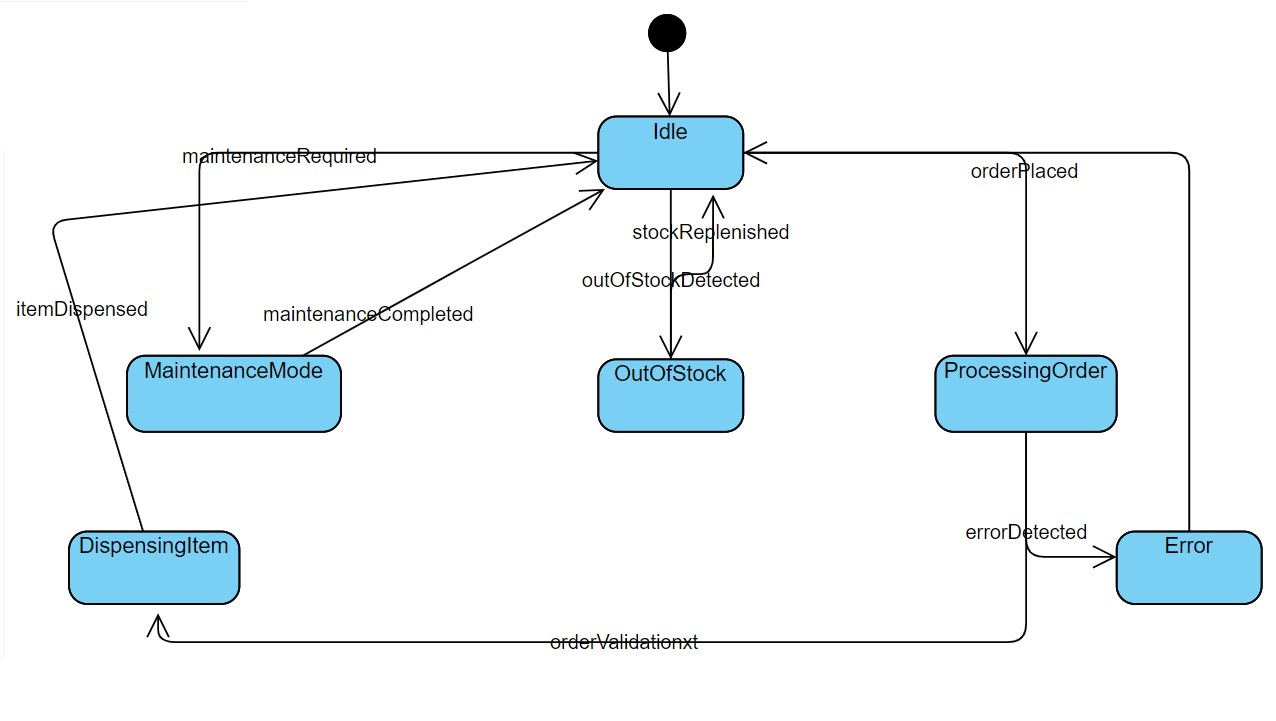 Idle
maintenanceRequired
orderPlaced
stockReplenished
outOfStockDetected
itemDispensed
maintenanceCompleted
MaintenanceMode
OutOfStock
ProcessingOrder
errorDetected
DispensingItem
Error
orderValidationxt